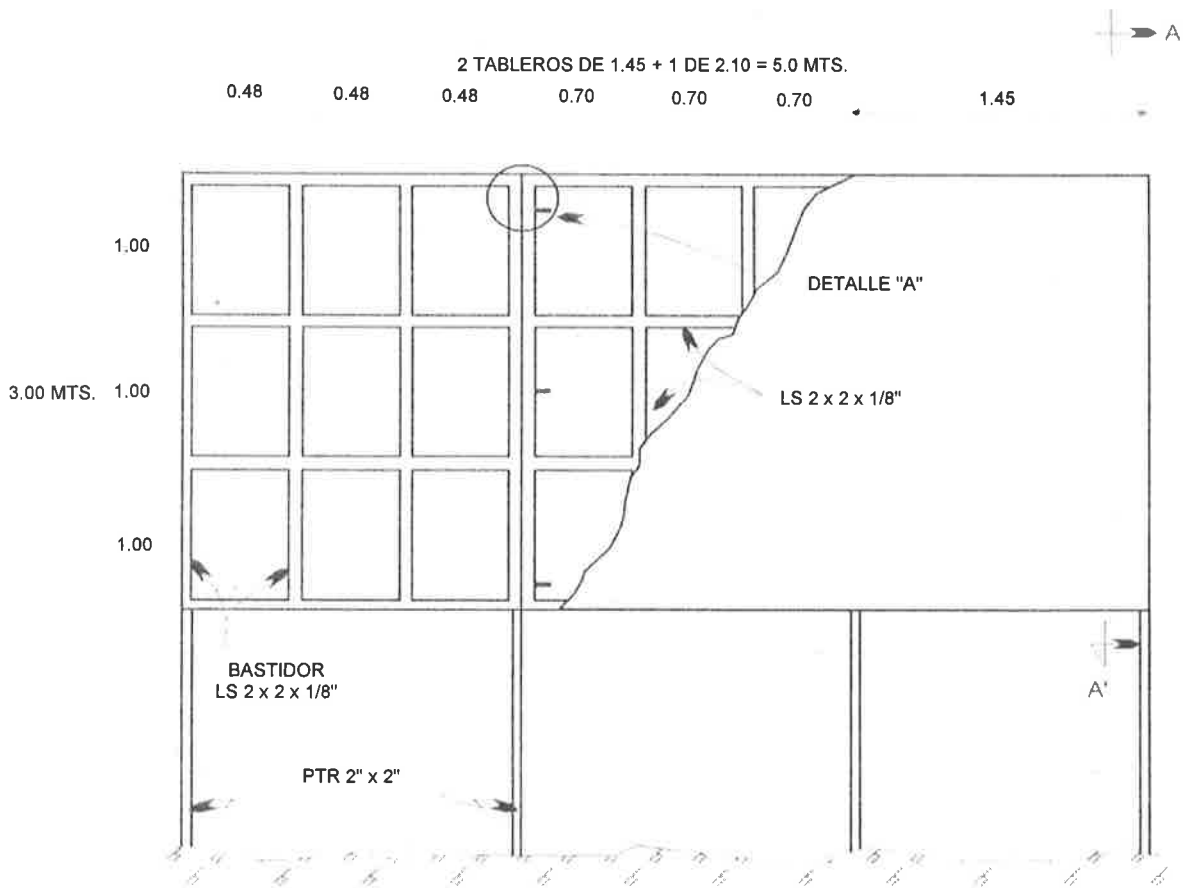 A
2 TABLEROS DE 1.45 + 1 DE 2.10 = 5.0 MTS.
0.48 0.48 0.48 0.70 0.70 0.70 1.45
1.00
DETALLE "A"
3.00 MTS. 1.00
LS 2 x 2 x 1/8"
1.00
BASTIDOR
LS 2 x 2 x 1/8"
A'
PTR 2" x 2"